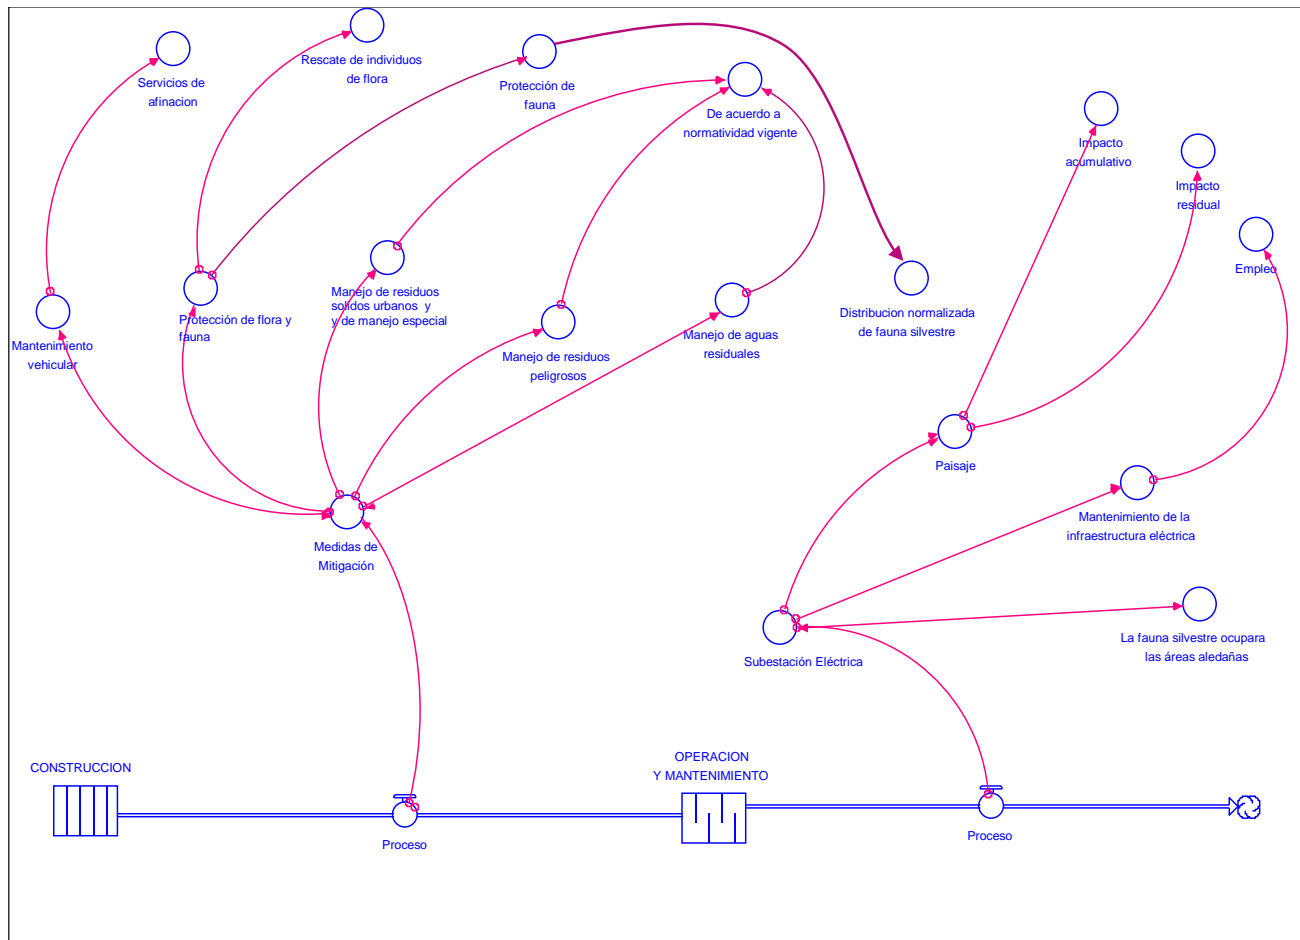 Servicios de
afinacion
Rescate de individuos
de flora
Protección de
fauna
De acuerdo a
normatividad vigente
Impacto
acumulativo
Impacto
residual
Empleo
Mantenimiento
vehicular
Protección de flora y
fauna
Manejo de residuos
solidos urbanos y
y de manejo especial
Manejo de residuos
peligrosos
Manejo de aguas
residuales
Distribucion normalizada
de fauna silvestre
Paisaje
Mantenimiento de la
infraestructura eléctrica
Medidas de
Mitigación
Subestación Eléctrica
La fauna silvestre ocupara
las áreas aledañas
CONSTRUCCION
Proceso
OPERACION
Y MANTENIMIENTO
Proceso